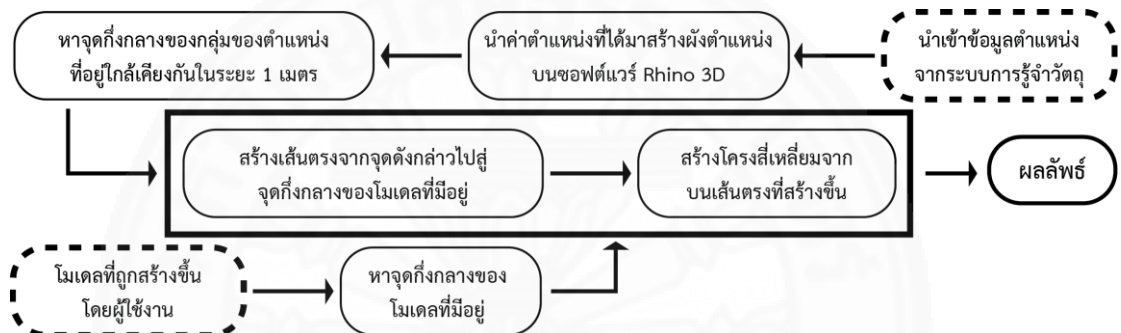 หาจุดกึ่งกลางของกลุ่มของตำแหน่ง
ที่อยู่ใกล้เคียงกันในระยะ 1 เมตร
นำค่าตำแหน่งที่ได้มาสร้างผังตำแหน่ง
บนซอฟต์แวร์ Rhino 3D
นำเข้าข้อมูลตำแหน่ง
จากระบบการรู้จำวัตถุ
สร้างเส้นตรงจากจุดดังกล่าวไปสู่
จุดกึ่งกลางของโมเดลที่มีอยู่
สร้างโครงสี่เหลี่ยมจาก
บนเส้นตรงที่สร้างขึ้น
ผลลัพธ์
โมเดลที่ถูกสร้างขึ้น
โดยผู้ใช้งาน
หาจุดกึ่งกลางของ
โมเดลที่มีอยู่